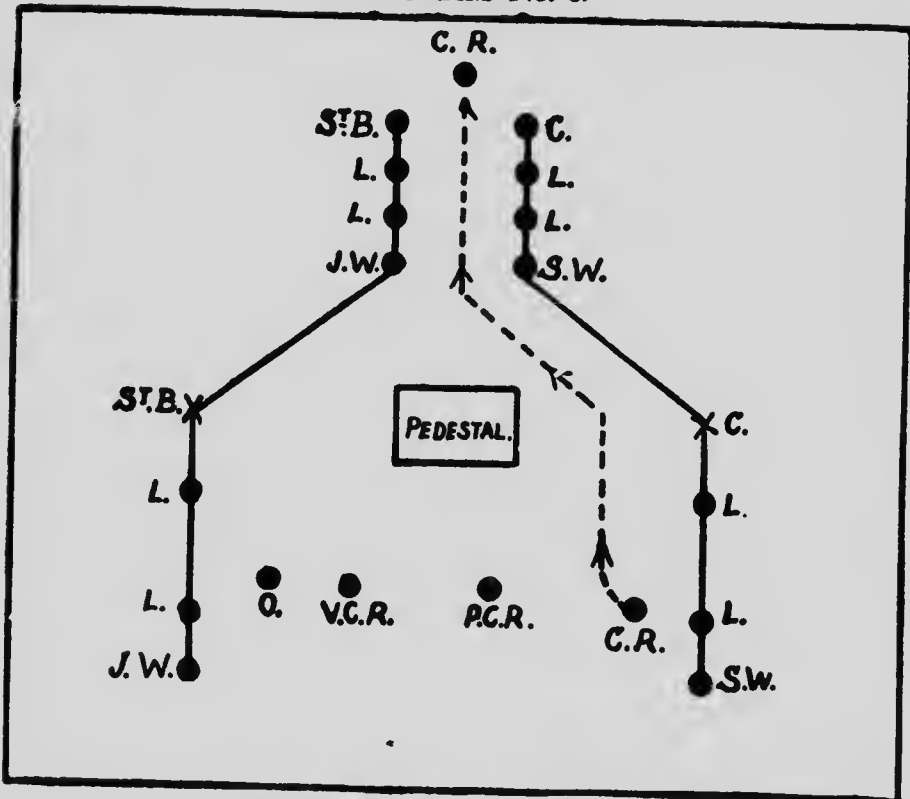 C. R.
ST. B. C.
L. L.
L. L.
J.W. S.W.
ST. B. C.
PEDESTAL.
L. L.
O. V.C.R. P.C.R. C.R.
L. L.
J. W. S.W.